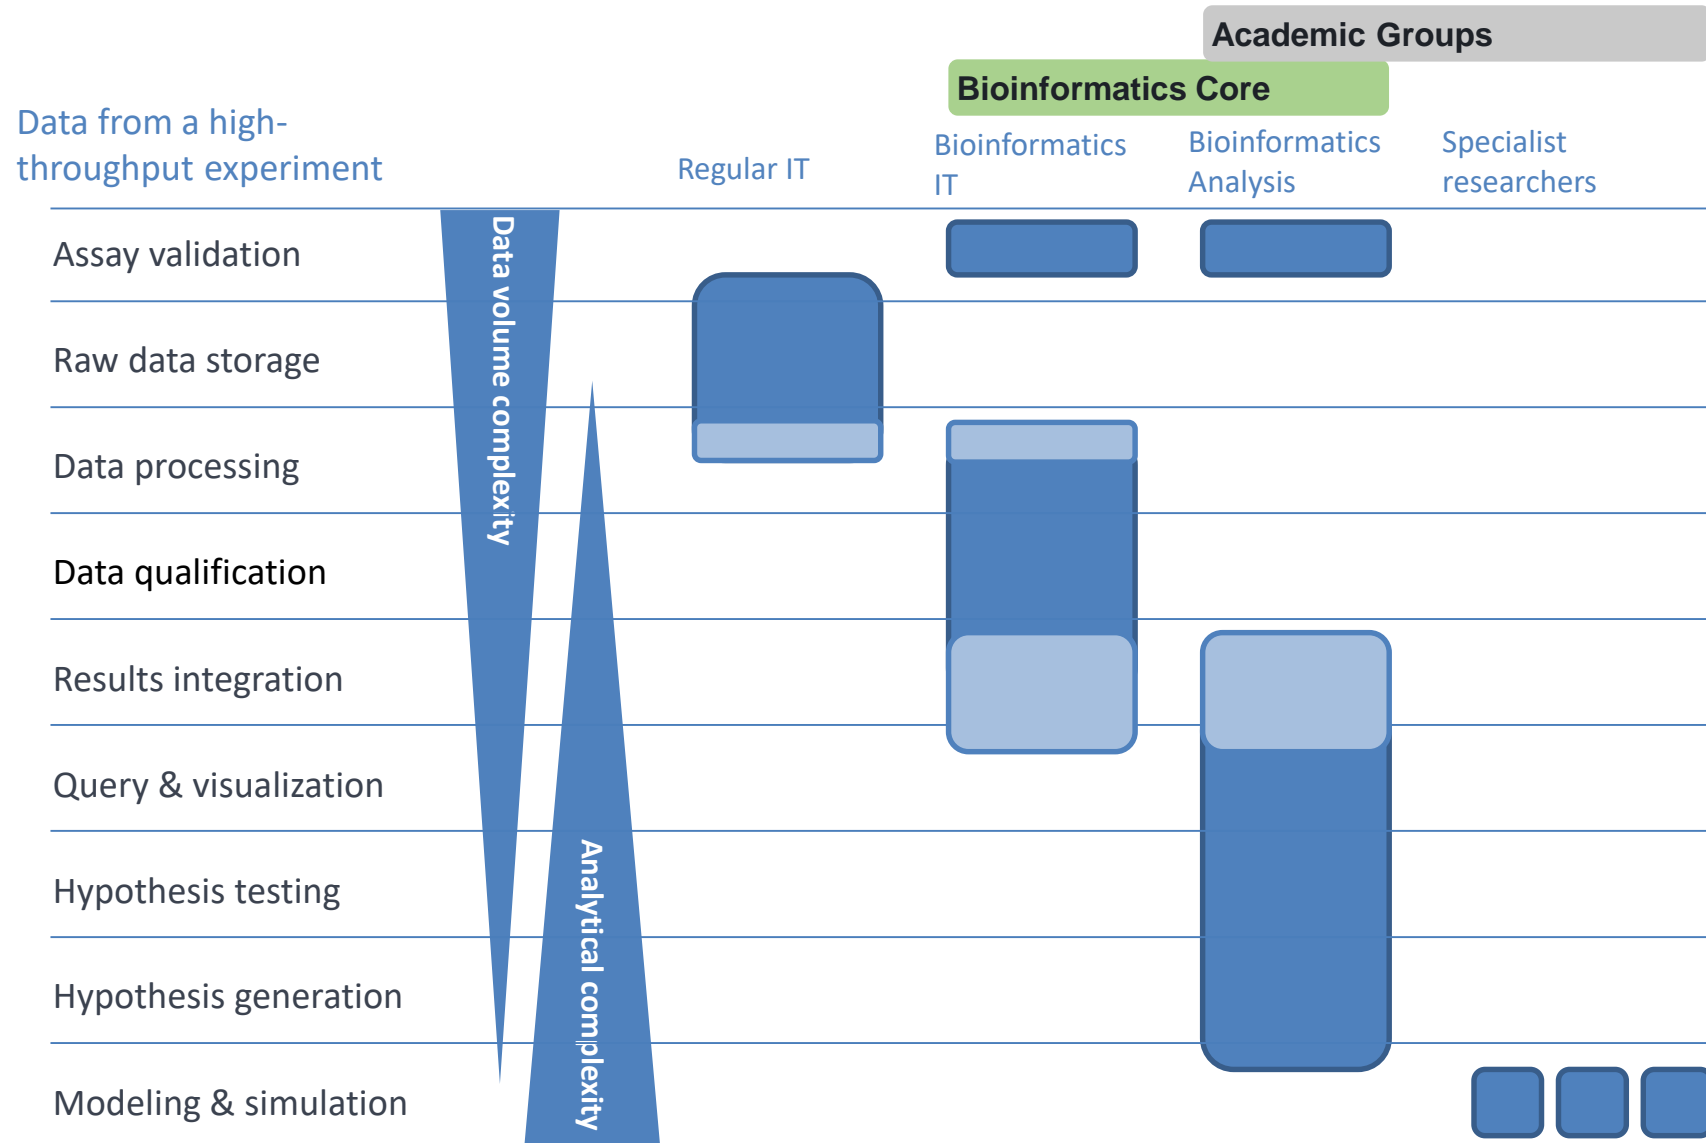 Academic Groups
Bioinformatics Core
Data from a high-
throughput experiment
Regular IT
Bioinformatics
IT
Bioinformatics
Analysis
Specialist
researchers
Assay validation
Raw data storage
Data processing
Data qualification
Results integration
Query & visualization
Hypothesis testing
Hypothesis generation
Modeling & simulation
Data volume complexity
Analytical complexity